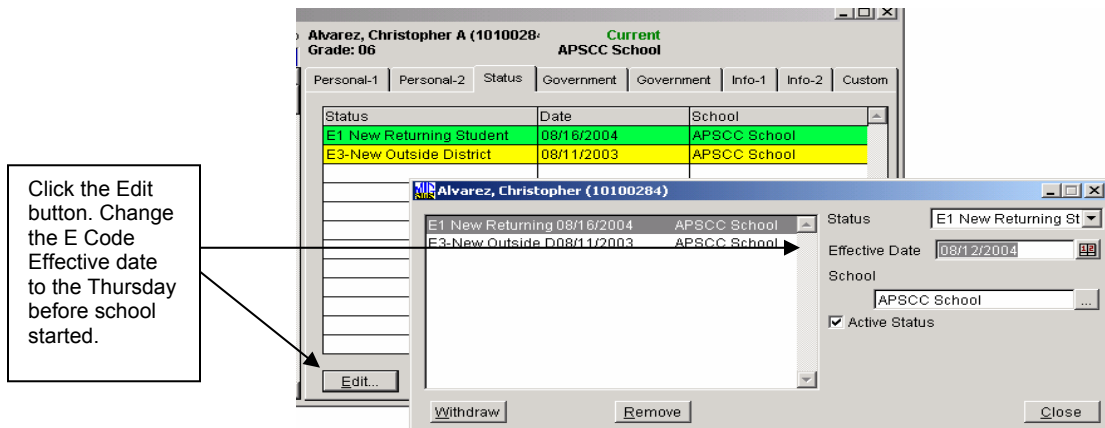 Alvarez, Christopher A (10100284 Current
Grade: 06 APSCC School
Personal-1 Personal-2 Status Government Government Info-1 Info-2 Custom
Status Date School
E1 New Returning Student 08/16/2004 APSCC School
E3-New Outside District 08/11/2003 APSCC School
Click the Edit
button. Change
the E Code
Effective date
to the Thursday
before school
started.
Edit...
Alvarez, Christopher (10100284)
E1 New Returning 08/16/2004 APSCC School
E3-New Outside D08/11/2003 APSCC School
Status E1 New Returning St
Effective Date 08/12/2004
School
APSCC School ...
Active Status
Withdraw Remove Close